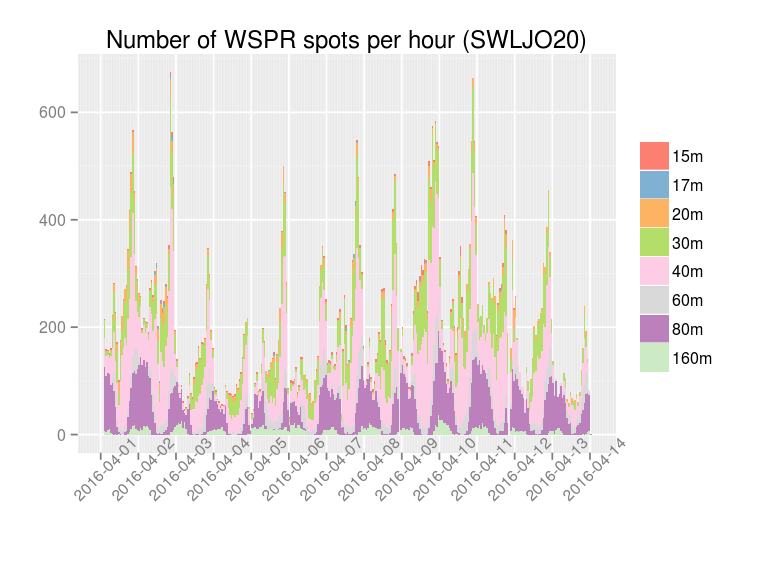 Number of WSPR spots per hour (SWLJO20)
600
400
200
0
2016-04-01
2016-04-02
2016-04-03
2016-04-04
2016-04-05
2016-04-06
2016-04-07
2016-04-08
2016-04-09
2016-04-10
2016-04-11
2016-04-12
2016-04-13
2016-04-14
15m
17m
20m
30m
40m
60m
80m
160m